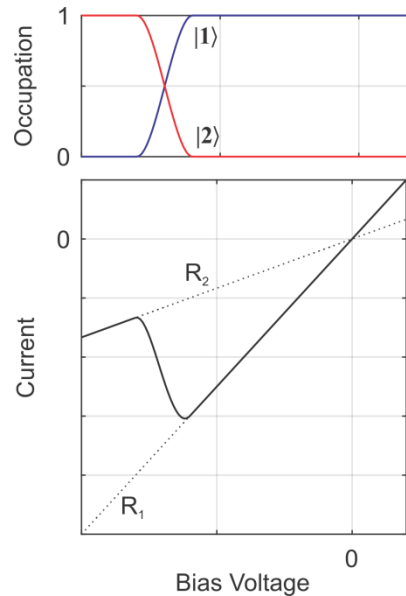 1
Occupation
|1⟩
|2⟩
0
0
R₂
Current
R₁
0
Bias Voltage